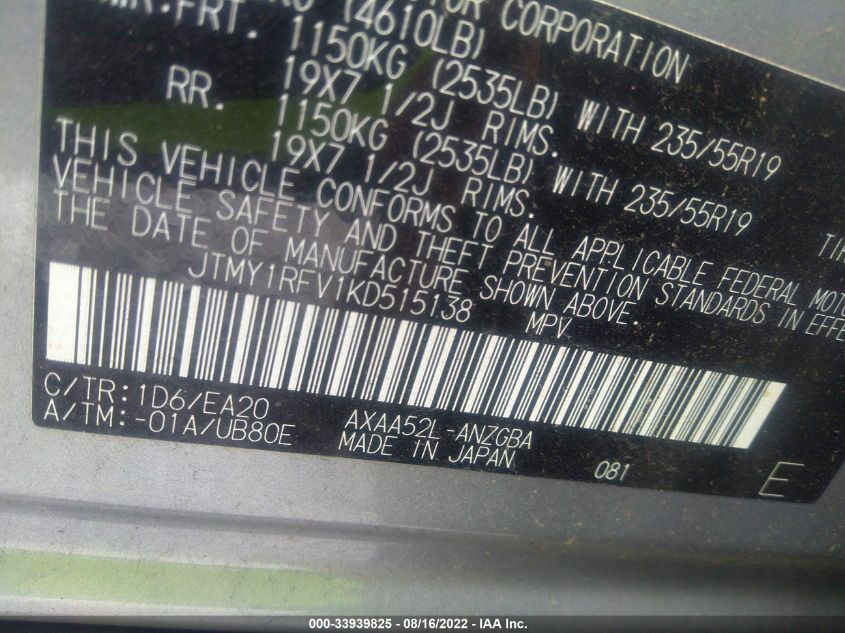 TOR CORPORATION
(4610LB)
FRT. 1150KG (2535LB) WITH 235/55R19
19X7 1/2J RIMS.
RR. 1150KG (2535LB) WITH 235/55R19
19X7 1/2J RIMS.
THIS VEHICLE CONFORMS TO ALL APPLICABLE FEDERAL MOTO
VEHICLE SAFETY AND THEFT PREVENTION STANDARDS IN EFFE
THE DATE OF MANUFACTURE SHOWN ABOVE.
JTMY1RFV1KD515138 MPV
C/TR:1D6/EA20
A/TM:-01A/UB80E
AXAA52L-ANZGBA
MADE IN JAPAN
081
E
000-33939825 - 08/16/2022 - IAA Inc.